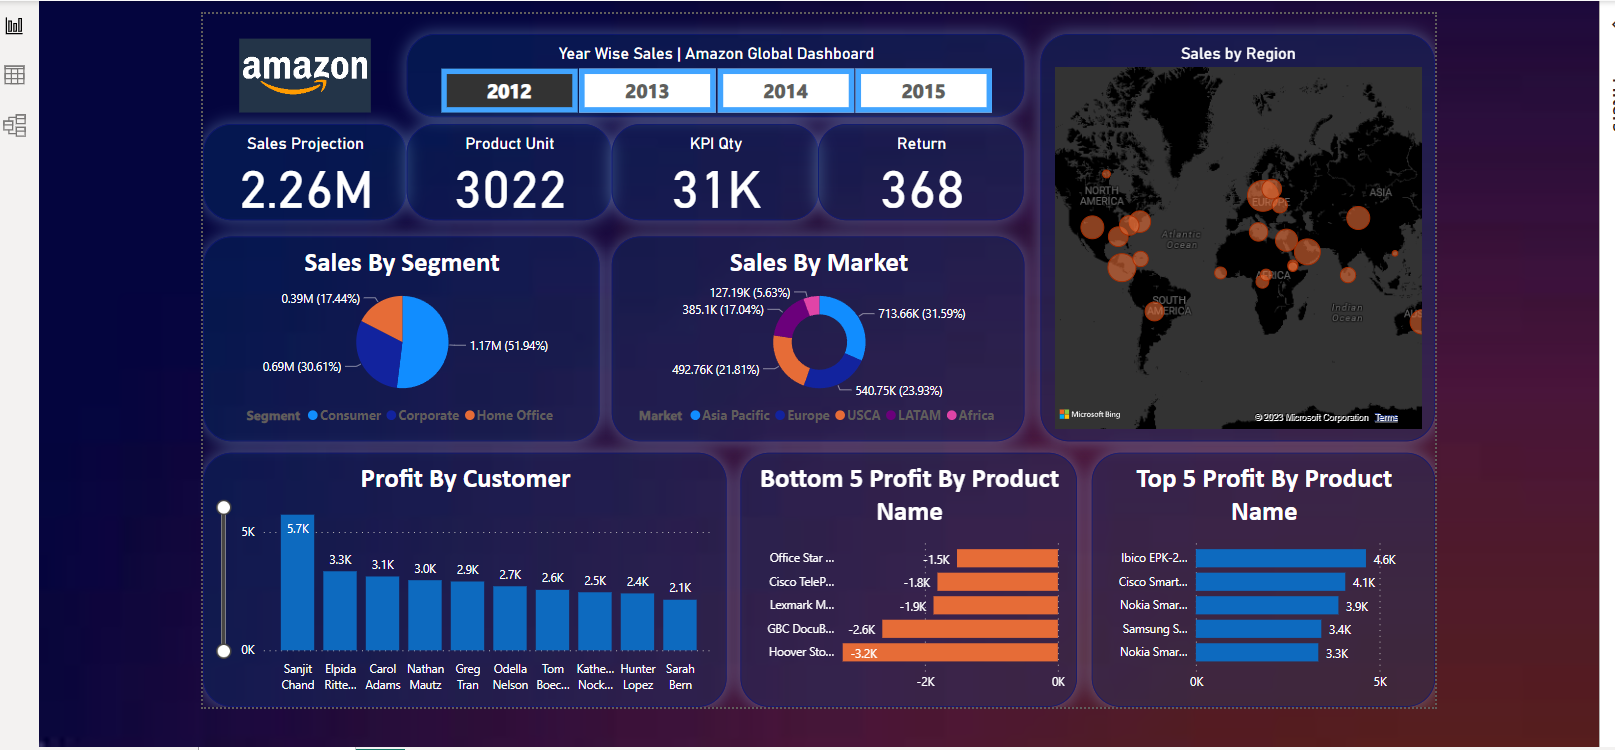 amazon
Year Wise Sales | Amazon Global Dashboard
2012 2013 2014 2015
Sales Projection
2.26M
Product Unit
3022
KPI Qty
31K
Return
368
Sales by Region
NORTH
AMERICA
EUROPE
ASIA
Atlantic
Ocean
AFRICA
SOUTH
AMERICA
Indian
Ocean
AUS
Microsoft Bing
© 2023 Microsoft Corporation Terms
Sales By Segment
0.39M (17.44%)
1.17M (51.94%)
0.69M (30.61%)
Segment Consumer Corporate Home Office
Sales By Market
127.19K (5.63%)
385.1K (17.04%)
713.66K (31.59%)
492.76K (21.81%)
540.75K (23.93%)
Market Asia Pacific Europe USCA LATAM Africa
Profit By Customer
5K
0K
5.7K
3.3K
3.1K
3.0K
2.9K
2.7K
2.6K
2.5K
2.4K
2.1K
Sanjit Chand
Elpida Ritte...
Carol Adams
Nathan Mautz
Greg Tran
Odella Nelson
Tom Boec...
Kathe... Nock...
Hunter Lopez
Sarah Bern
Bottom 5 Profit By Product
Name
Office Star ... -1.5K
Cisco TeleP... -1.8K
Lexmark M... -1.9K
GBC DocuB... -2.6K
Hoover Sto... -3.2K
-2K 0K
Top 5 Profit By Product
Name
Ibico EPK-2... 4.6K
Cisco Smart... 4.1K
Nokia Smar... 3.9K
Samsung S... 3.4K
Nokia Smar... 3.3K
0K 5K